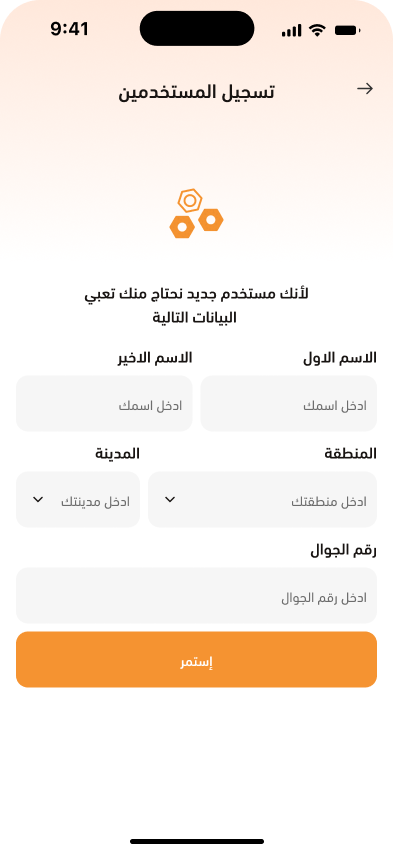 9:41
تسجيل المستخدمين
لأنك مستخدم جديد نحتاج منك تعبي
البيانات التالية
الاسم الاول
الاسم الاخير
ادخل اسمك
ادخل اسمك
المنطقة
المدينة
ادخل منطقتك
ادخل مدينتك
رقم الجوال
ادخل رقم الجوال
إستمر